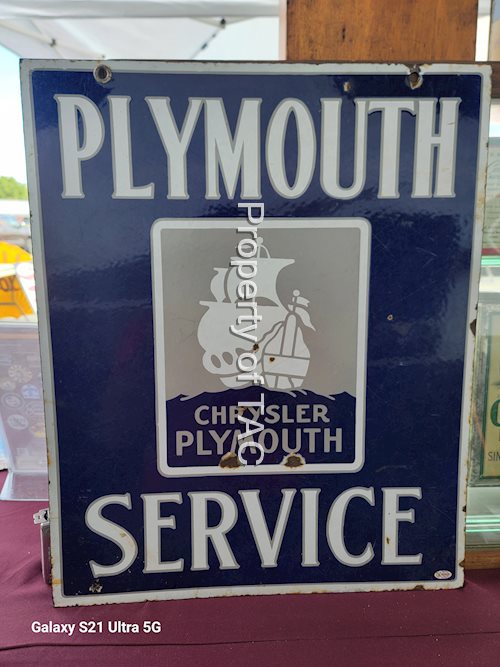 PLYMOUTH
Property of TAC
CHRYSLER
PLYMOUTH
SERVICE
Galaxy S21 Ultra 5G